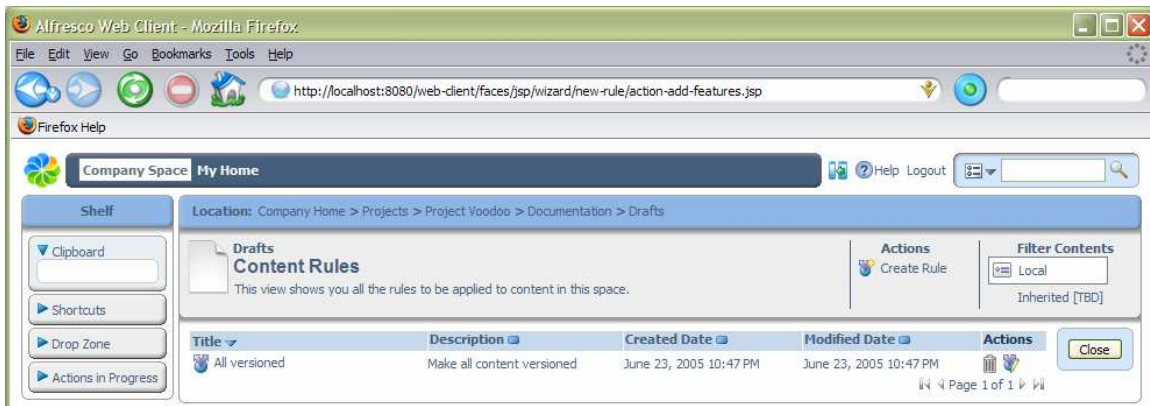 Alfresco Web Client - Mozilla Firefox
File Edit View Go Bookmarks Tools Help
http://localhost:8080/web-client/faces/jsp/wizard/new-rule/action-add-features.jsp
Firefox Help
Company Space My Home
Help Logout
Shelf
Location: Company Home > Projects > Project Voodoo > Documentation > Drafts
Clipboard
Shortcuts
Drop Zone
Actions in Progress
Drafts
Content Rules
This view shows you all the rules to be applied to content in this space.
Actions
Create Rule
Filter Contents
Local
Inherited [TBD]
Title Description Created Date Modified Date Actions
All versioned Make all content versioned June 23, 2005 10:47 PM June 23, 2005 10:47 PM
Page 1 of 1
Close